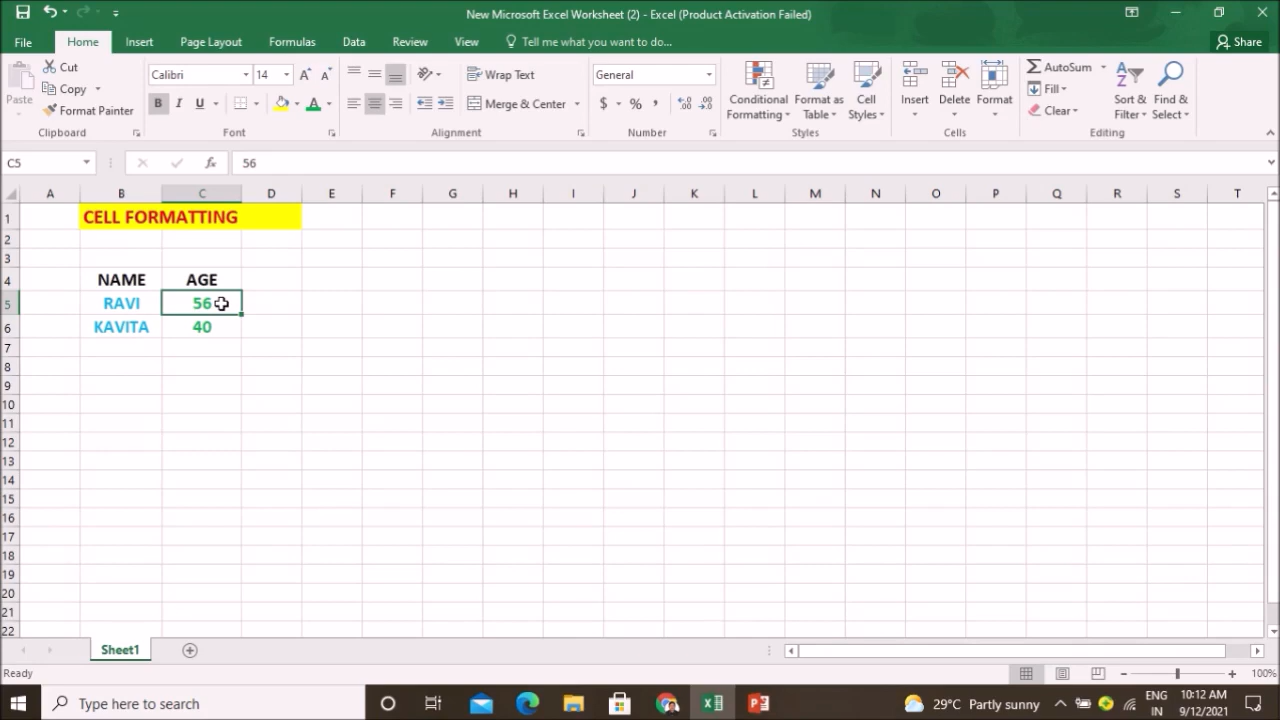 New Microsoft Excel Worksheet (2) - Excel (Product Activation Failed)
File Home Insert Page Layout Formulas Data Review View Tell me what you want to do... Share
Paste Cut Copy Format Painter
Calibri 14 A A B I U A
Wrap Text Merge & Center
General $ % ,
Conditional Formatting Format as Table Cell Styles
Insert Delete Format
AutoSum Fill Clear Sort & Filter Find & Select
Clipboard Font Alignment Number Styles Cells Editing
C5 fx 56
A B C D E F G H I J K L M N O P Q R S T
1 CELL FORMATTING
2
3
4 NAME AGE
5 RAVI 56
6 KAVITA 40
7
8
9
10
11
12
13
14
15
16
17
18
19
20
21
22
Sheet1
Ready 100%
Type here to search 29°C Partly sunny ENG IN 10:12 AM 9/12/2021